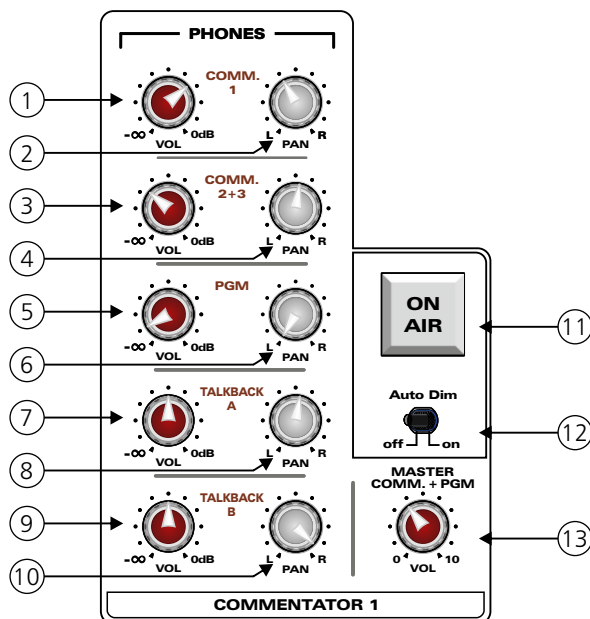 PHONES
COMM.
1
-∞ VOL 0dB
L PAN R
COMM.
2+3
-∞ VOL 0dB
L PAN R
PGM
-∞ VOL 0dB
L PAN R
TALKBACK
A
-∞ VOL 0dB
L PAN R
TALKBACK
B
-∞ VOL 0dB
L PAN R
ON
AIR
Auto Dim
off on
MASTER
COMM. + PGM
0 VOL 10
COMMENTATOR 1
1
2
3
4
5
6
7
8
9
10
11
12
13